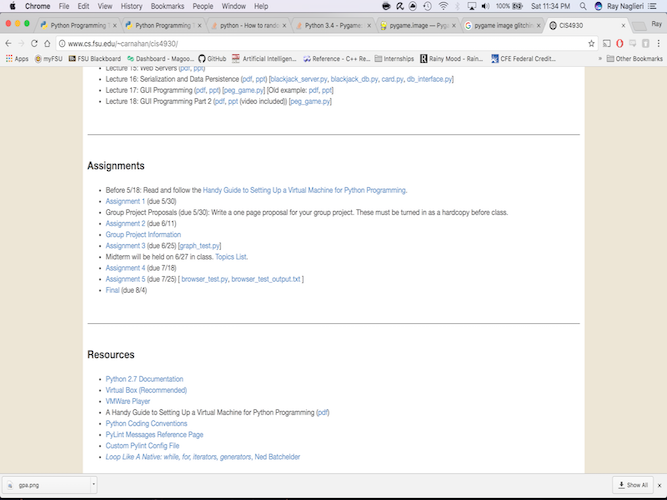 Chrome File Edit View History Bookmarks People Window Help 100% Sat 11:34 PM Ray Naglieri
Python Programming Python Programming python - How to rando Python 3.4 - Pygame pygame.image — Pyga pygame image glitchin CIS4930 Ray
www.cs.fsu.edu/~carnahan/cis4930/
Apps myFSU FSU Blackboard Dashboard - Magoo... GitHub Artificial Intelligen... Internships Reference - C++ Re... Rainy Mood - Rain... CFE Federal Credit... » Other Bookmarks
Lecture 15: Web Servers (pdf, ppt)
Lecture 16: Serialization and Data Persistence (pdf, ppt) [blackjack_server.py, blackjack_db.py, card.py, db_interface.py]
Lecture 17: GUI Programming (pdf, ppt) [peg_game.py] [Old example: pdf, ppt]
Lecture 18: GUI Programming Part 2 (pdf, ppt (video included)) [peg_game.py]
Assignments
Before 5/18: Read and follow the Handy Guide to Setting Up a Virtual Machine for Python Programming.
Assignment 1 (due 5/30)
Group Project Proposals (due 5/30): Write a one page proposal for your group project. These must be turned in as a hardcopy before class.
Assignment 2 (due 6/11)
Group Project Information
Assignment 3 (due 6/25) [graph_test.py]
Midterm will be held on 6/27 in class. Topics List.
Assignment 4 (due 7/18)
Assignment 5 (due 7/25) [ browser_test.py, browser_test_output.txt ]
Final (due 8/4)
Resources
Python 2.7 Documentation
Virtual Box (Recommended)
VMWare Player
A Handy Guide to Setting Up a Virtual Machine for Python Programming (pdf)
Python Coding Conventions
PyLint Messages Reference Page
Custom Pylint Config File
Loop Like A Native: while, for, iterators, generators, Ned Batchelder
gpa.png Show All